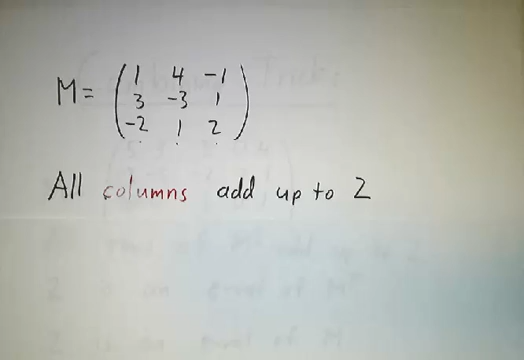 M = ( 1 4 -1
3 -3 1
-2 1 2 )
All columns add up to 2